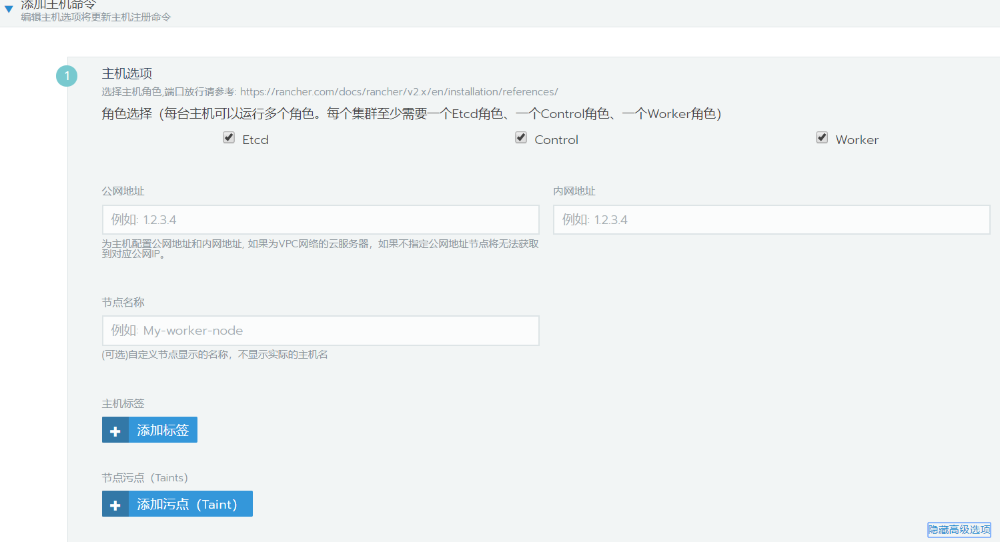 添加主机命令
编辑主机选项将更新主机注册命令
1
主机选项
选择主机角色,端口放行请参考: https://rancher.com/docs/rancher/v2.x/en/installation/references/
角色选择（每台主机可以运行多个角色。每个集群至少需要一个Etcd角色、一个Control角色、一个Worker角色）
Etcd
Control
Worker
公网地址
内网地址
例如: 1.2.3.4
例如: 1.2.3.4
为主机配置公网地址和内网地址, 如果为VPC网络的云服务器，如果不指定公网地址节点将无法获取
到对应公网IP。
节点名称
例如: My-worker-node
(可选)自定义节点显示的名称，不显示实际的主机名
主机标签
添加标签
节点污点（Taints）
添加污点（Taint）
隐藏高级选项